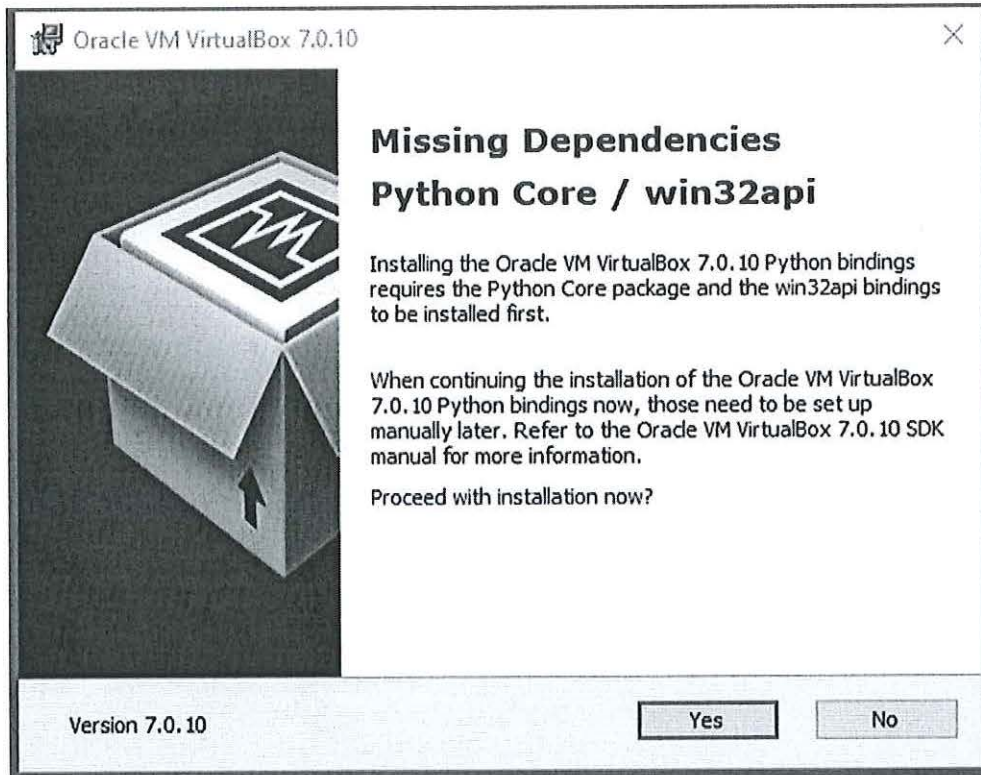 Oracle VM VirtualBox 7.0.10
Missing Dependencies
Python Core / win32api
Installing the Oracle VM VirtualBox 7.0.10 Python bindings
requires the Python Core package and the win32api bindings
to be installed first.
When continuing the installation of the Oracle VM VirtualBox
7.0.10 Python bindings now, those need to be set up
manually later. Refer to the Oracle VM VirtualBox 7.0.10 SDK
manual for more information.
Proceed with installation now?
Version 7.0.10
Yes
No